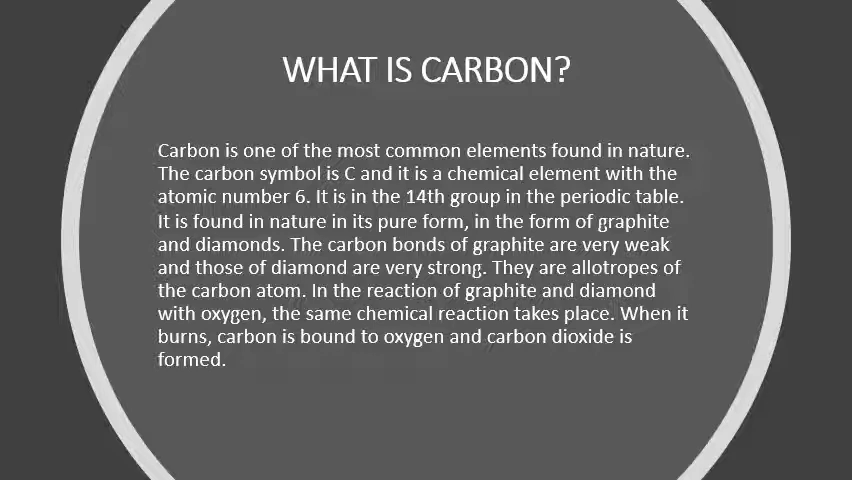 WHAT IS CARBON?
Carbon is one of the most common elements found in nature.
The carbon symbol is C and it is a chemical element with the
atomic number 6. It is in the 14th group in the periodic table.
It is found in nature in its pure form, in the form of graphite
and diamonds. The carbon bonds of graphite are very weak
and those of diamond are very strong. They are allotropes of
the carbon atom. In the reaction of graphite and diamond
with oxygen, the same chemical reaction takes place. When it
burns, carbon is bound to oxygen and carbon dioxide is
formed.